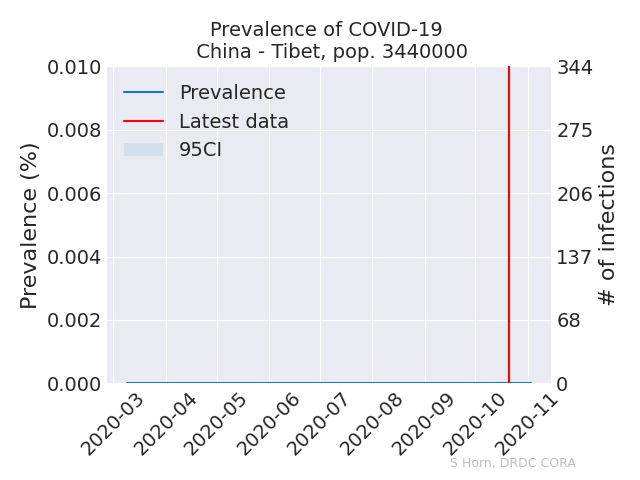 Prevalence of COVID-19
China - Tibet, pop. 3440000
0.010
0.008
0.006
0.004
0.002
0.000
Prevalence (%)
Prevalence
Latest data
95CI
344
275
206
137
68
0
# of infections
2020-03
2020-04
2020-05
2020-06
2020-07
2020-08
2020-09
2020-10
2020-11
S Horn, DRDC CORA